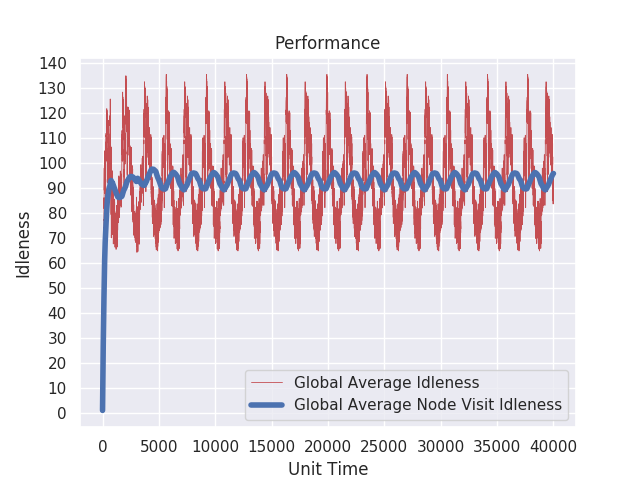 Performance
140
130
120
110
100
90
80
70
60
50
40
30
20
10
0
Idleness
Global Average Idleness
Global Average Node Visit Idleness
0 5000 10000 15000 20000 25000 30000 35000 40000
Unit Time